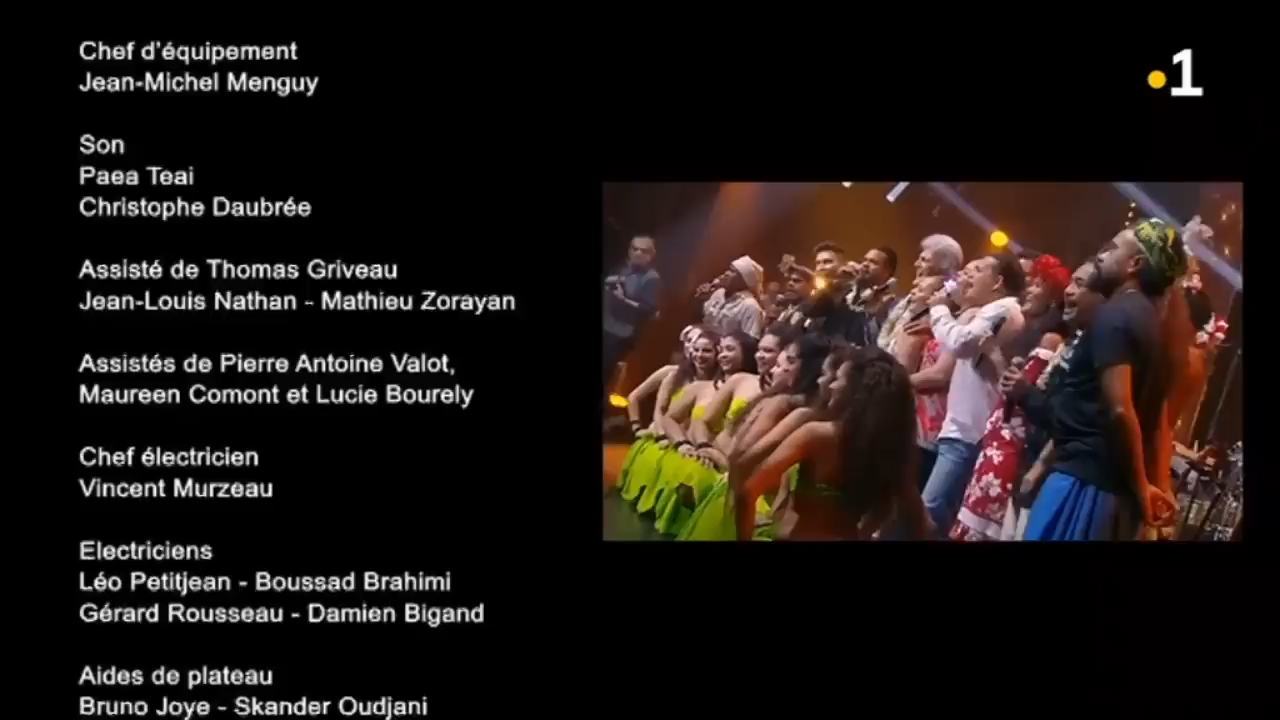 Chef d'équipement
Jean-Michel Menguy
Son
Paea Teai
Christophe Daubrée
Assisté de Thomas Griveau
Jean-Louis Nathan - Mathieu Zorayan
Assistés de Pierre Antoine Valot,
Maureen Comont et Lucie Bourely
Chef électricien
Vincent Murzeau
Electriciens
Léo Petitjean - Boussad Brahimi
Gérard Rousseau - Damien Bigand
Aides de plateau
Bruno Joye - Skander Oudjani
1